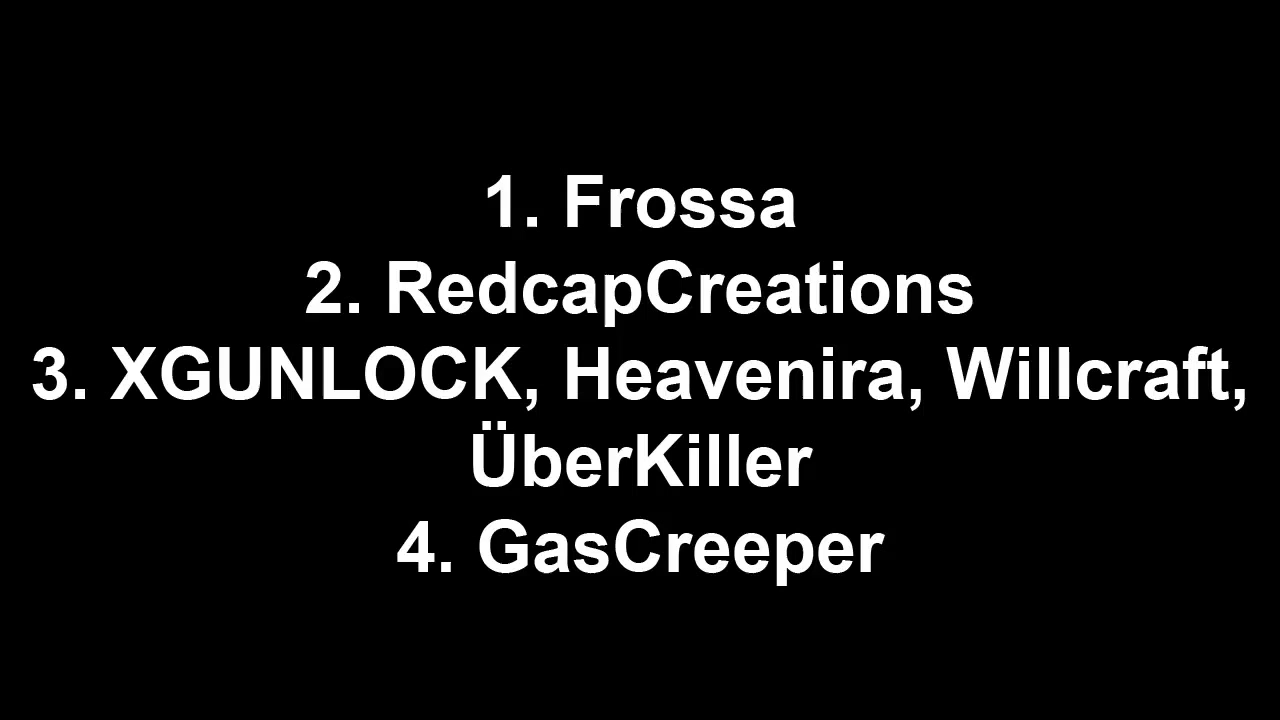 1. Frossa
2. RedcapCreations
3. XGUNLOCK, Heavenira, Willcraft,
ÜberKiller
4. GasCreeper